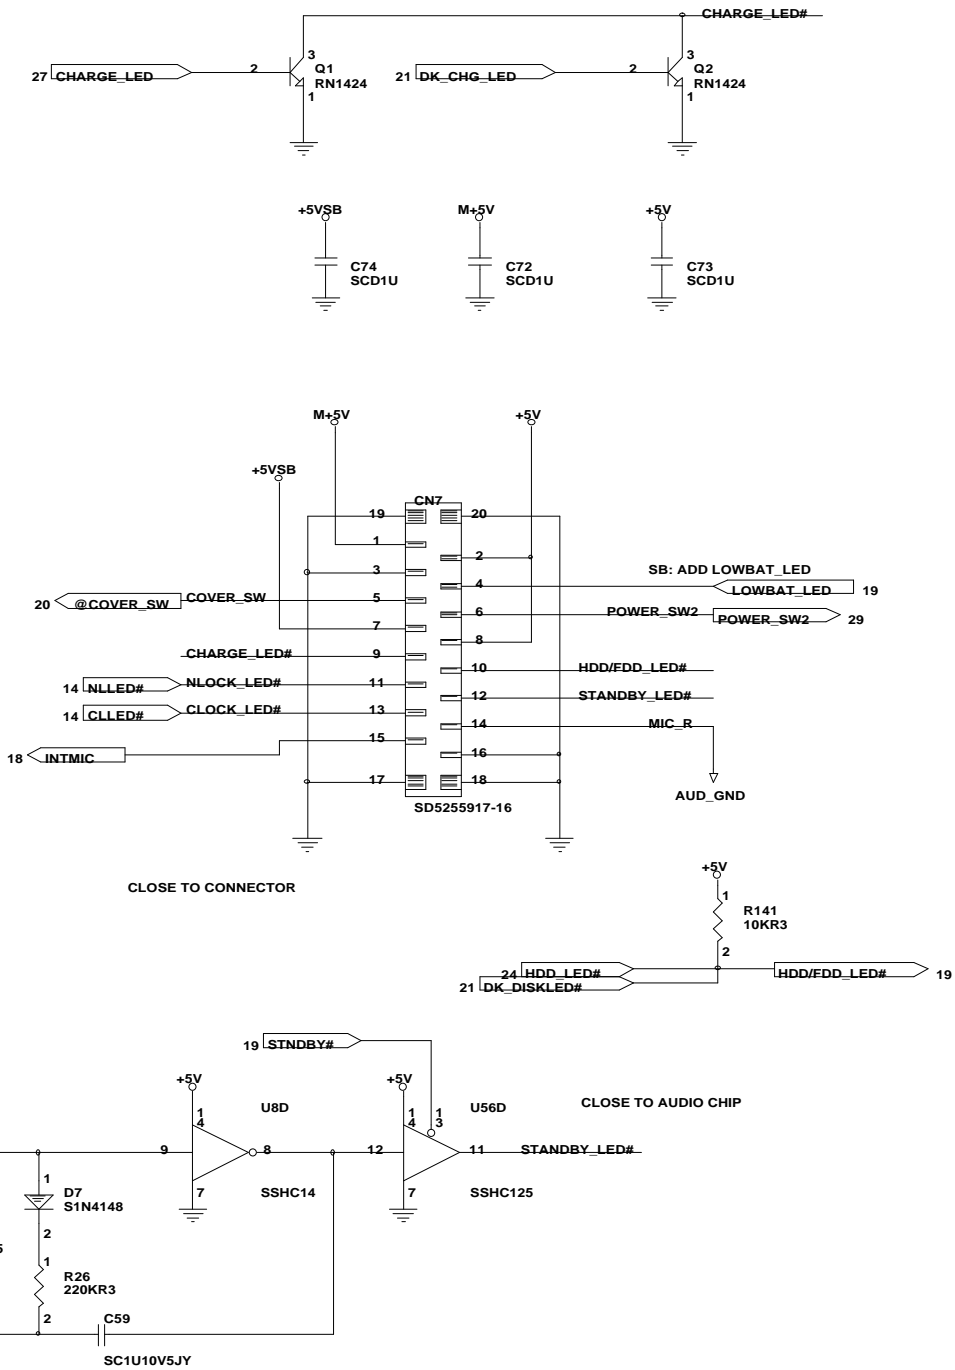 CHARGE_LED#
27 CHARGE_LED 2 3 Q1 RN1424 1
21 DK_CHG_LED 2 3 Q2 RN1424 1
+5VSB
M+5V
+5V
C74
SCD1U
C72
SCD1U
C73
SCD1U
M+5V
+5V
+5VSB
CN7
19 20
1
2
3
SB: ADD LOWBAT_LED
4 LOWBAT_LED 19
20 @COVER_SW COVER_SW 5
6 POWER_SW2 POWER_SW2 29
7
8
CHARGE_LED# 9
10 HDD/FDD_LED#
14 NLLED# NLOCK_LED# 11
12 STANDBY_LED#
14 CLLED# CLOCK_LED# 13
14 MIC_R
15
18 INTMIC
16
17 18
AUD_GND
SD5255917-16
+5V
CLOSE TO CONNECTOR
1
R141
10KR3
2
24 HDD_LED# HDD/FDD_LED# 19
21 DK_DISKLED#
19 STNDBY#
+5V
+5V
CLOSE TO AUDIO CHIP
U8D
U56D
1
4
1
4
1
3
9 8 12 11 STANDBY_LED#
7 SSHC14
7 SSHC125
1
D7
S1N4148
2
5
1
R26
220KR3
2
C59
SC1U10V5JY